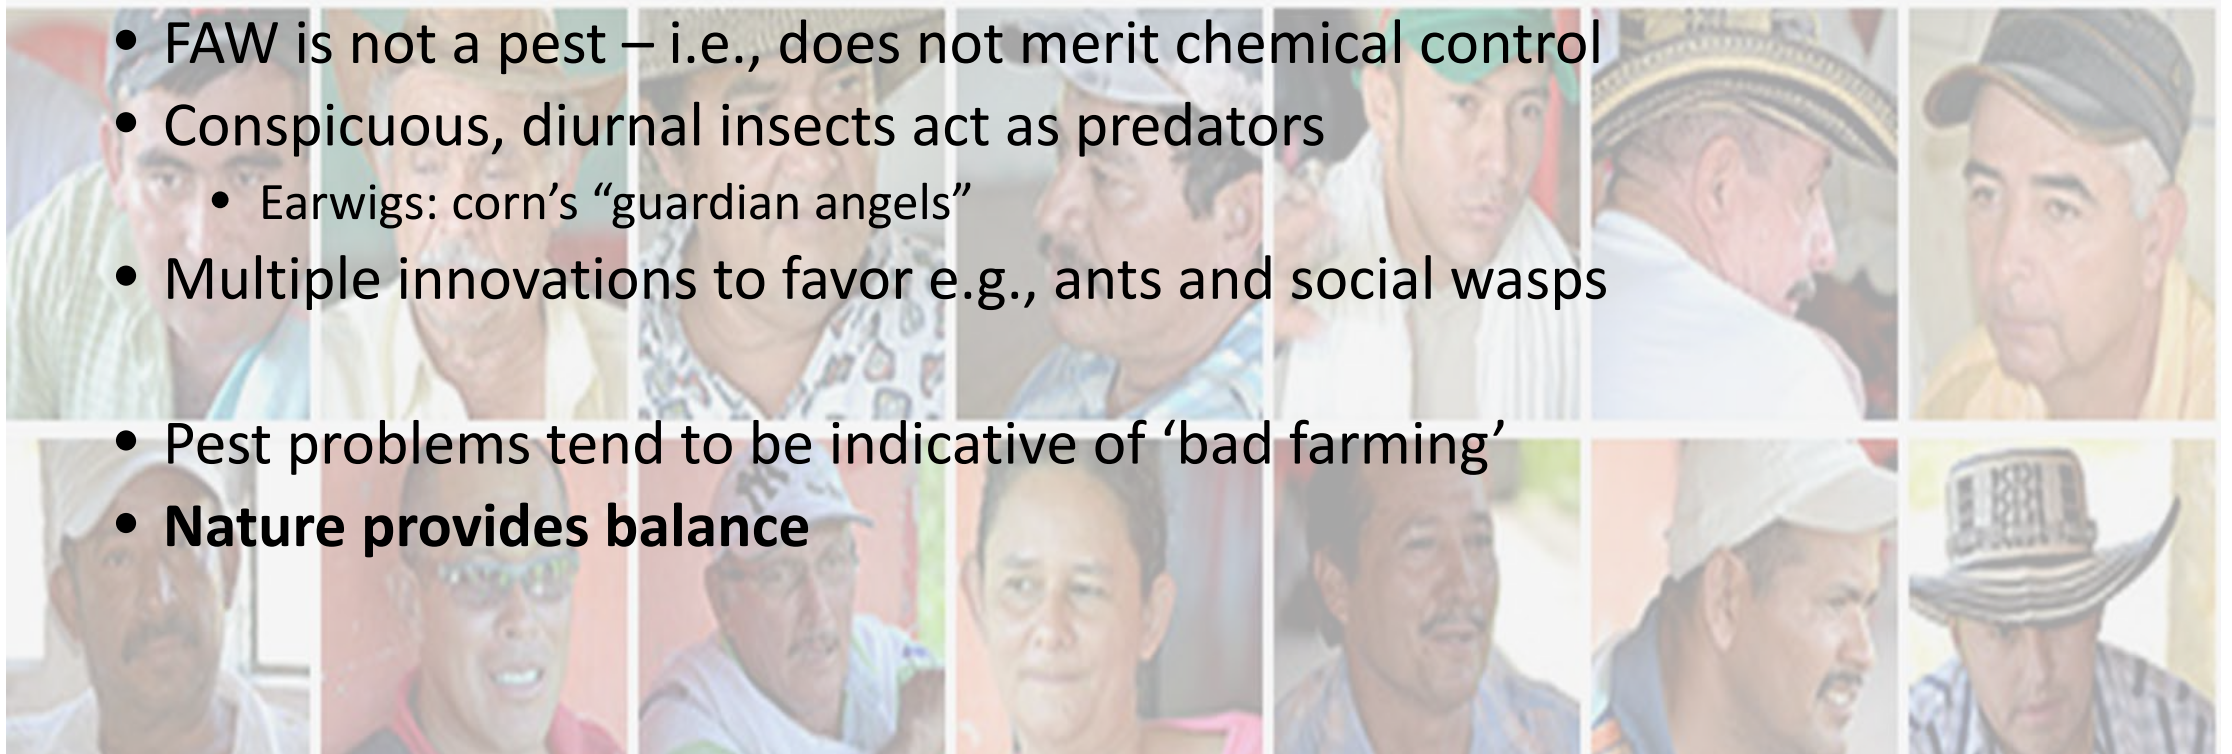 • FAW is not a pest – i.e., does not merit chemical control
• Conspicuous, diurnal insects act as predators
• Earwigs: corn’s “guardian angels”
• Multiple innovations to favor e.g., ants and social wasps
• Pest problems tend to be indicative of ‘bad farming’
• Nature provides balance